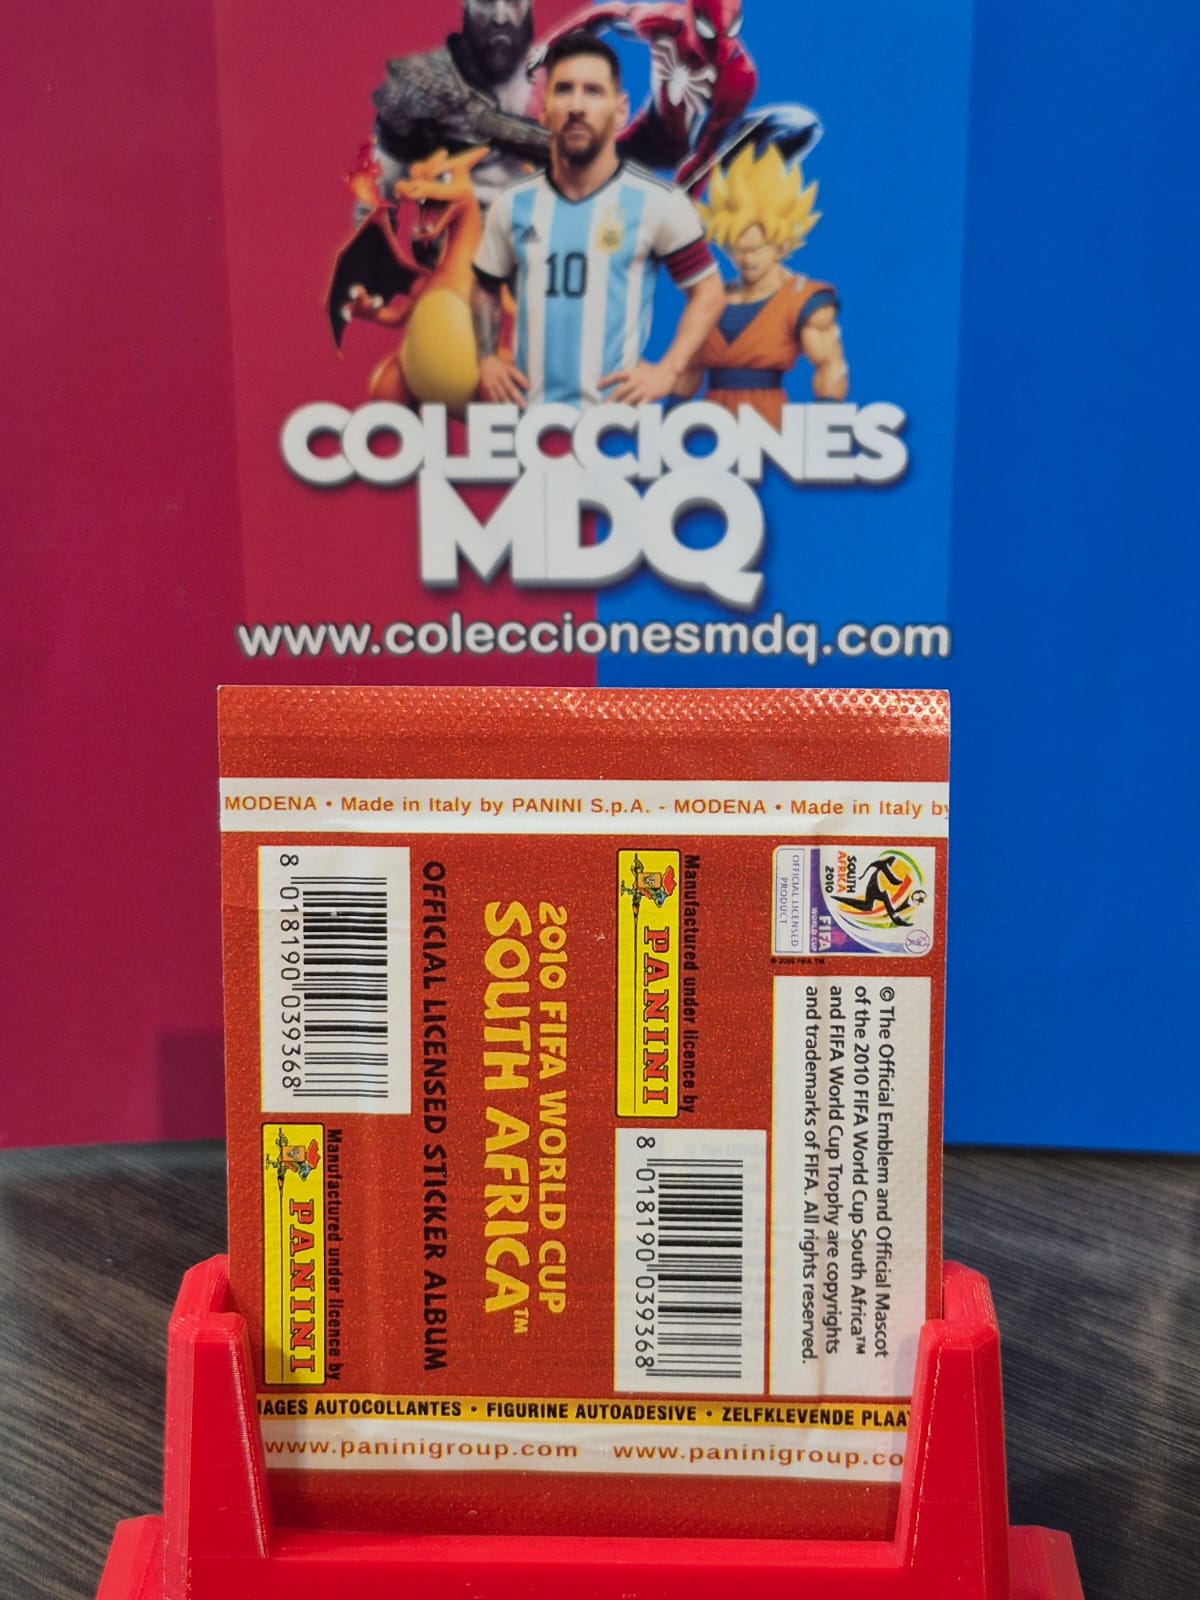 10
COLECCIONES
MDQ
www.coleccionesmdq.com
MODENA • Made in Italy by PANINI S.p.A. - MODENA • Made in Italy by
SOUTH
AFRICA
2010
FIFA
WORLD CUP
OFFICIAL LICENSED
PRODUCT
© The Official Emblem and Official Mascot
of the 2010 FIFA World Cup South Africa™
and FIFA World Cup Trophy are copyrights
and trademarks of FIFA. All rights reserved.
Manufactured under licence by
PANINI
8 018190 039368
2010 FIFA WORLD CUP
SOUTH AFRICA™
OFFICIAL LICENSED STICKER ALBUM
8 018190 039368
Manufactured under licence by
PANINI
IAGES AUTOCOLLANTES • FIGURINE AUTOADESIVE • ZELFKLEVENDE PLAA
www.paninigroup.com www.paninigroup.co